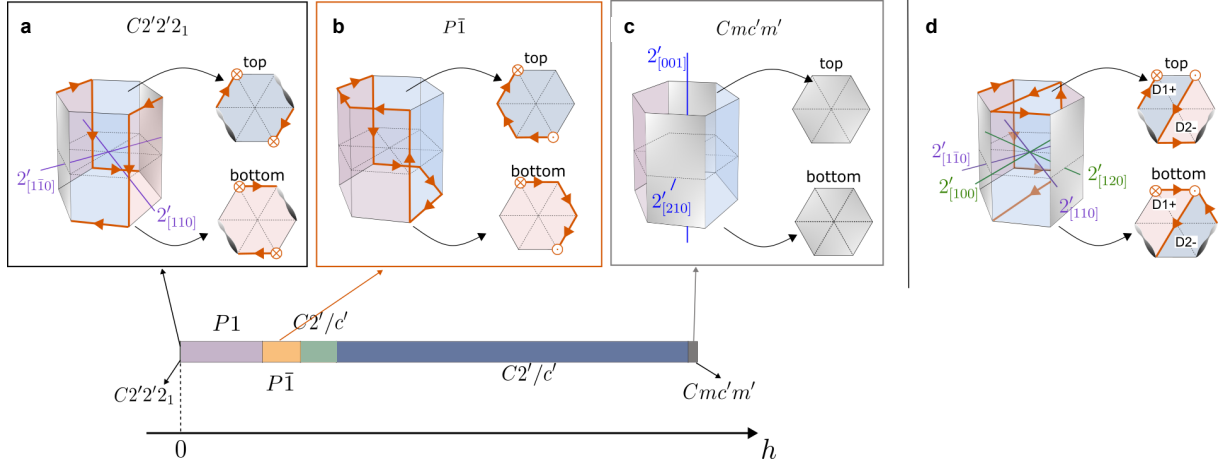 a
C2'2'2₁
top
2'[11̄0]
2'[110]
bottom
b
P1̄
top
bottom
c
Cmc'm'
2'[001]
2'[210]
top
bottom
d
top
D1+
D2-
2'[11̄0]
2'[100]
2'[120]
2'[110]
bottom
D1+
D2-
P1
C2'/c'
C2'2'2₁
P1̄
C2'/c'
Cmc'm'
0
h